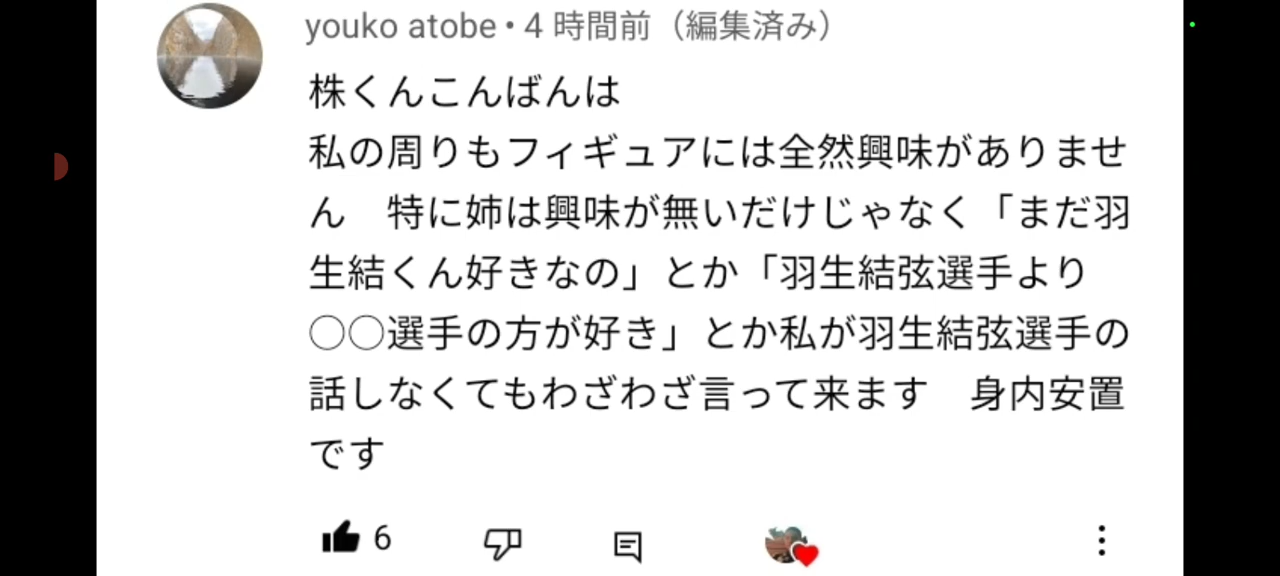 youko atobe • 4 時間前（編集済み）
株くんこんばんは
私の周りもフィギュアには全然興味がありませ
ん　特に姉は興味が無いだけじゃなく「まだ羽
生結くん好きなの」とか「羽生結弦選手より
〇〇選手の方が好き」とか私が羽生結弦選手の
話しなくてもわざわざ言って来ます　身内安置
です
6